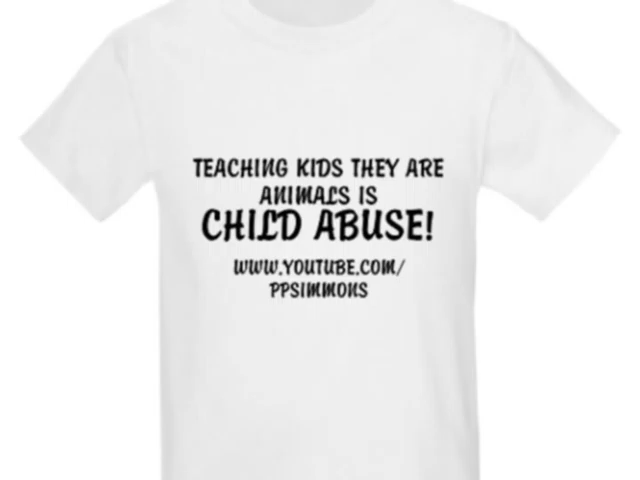 TEACHING KIDS THEY ARE
ANIMALS IS
CHILD ABUSE!
WWW.YOUTUBE.COM/
PPSIMMONS